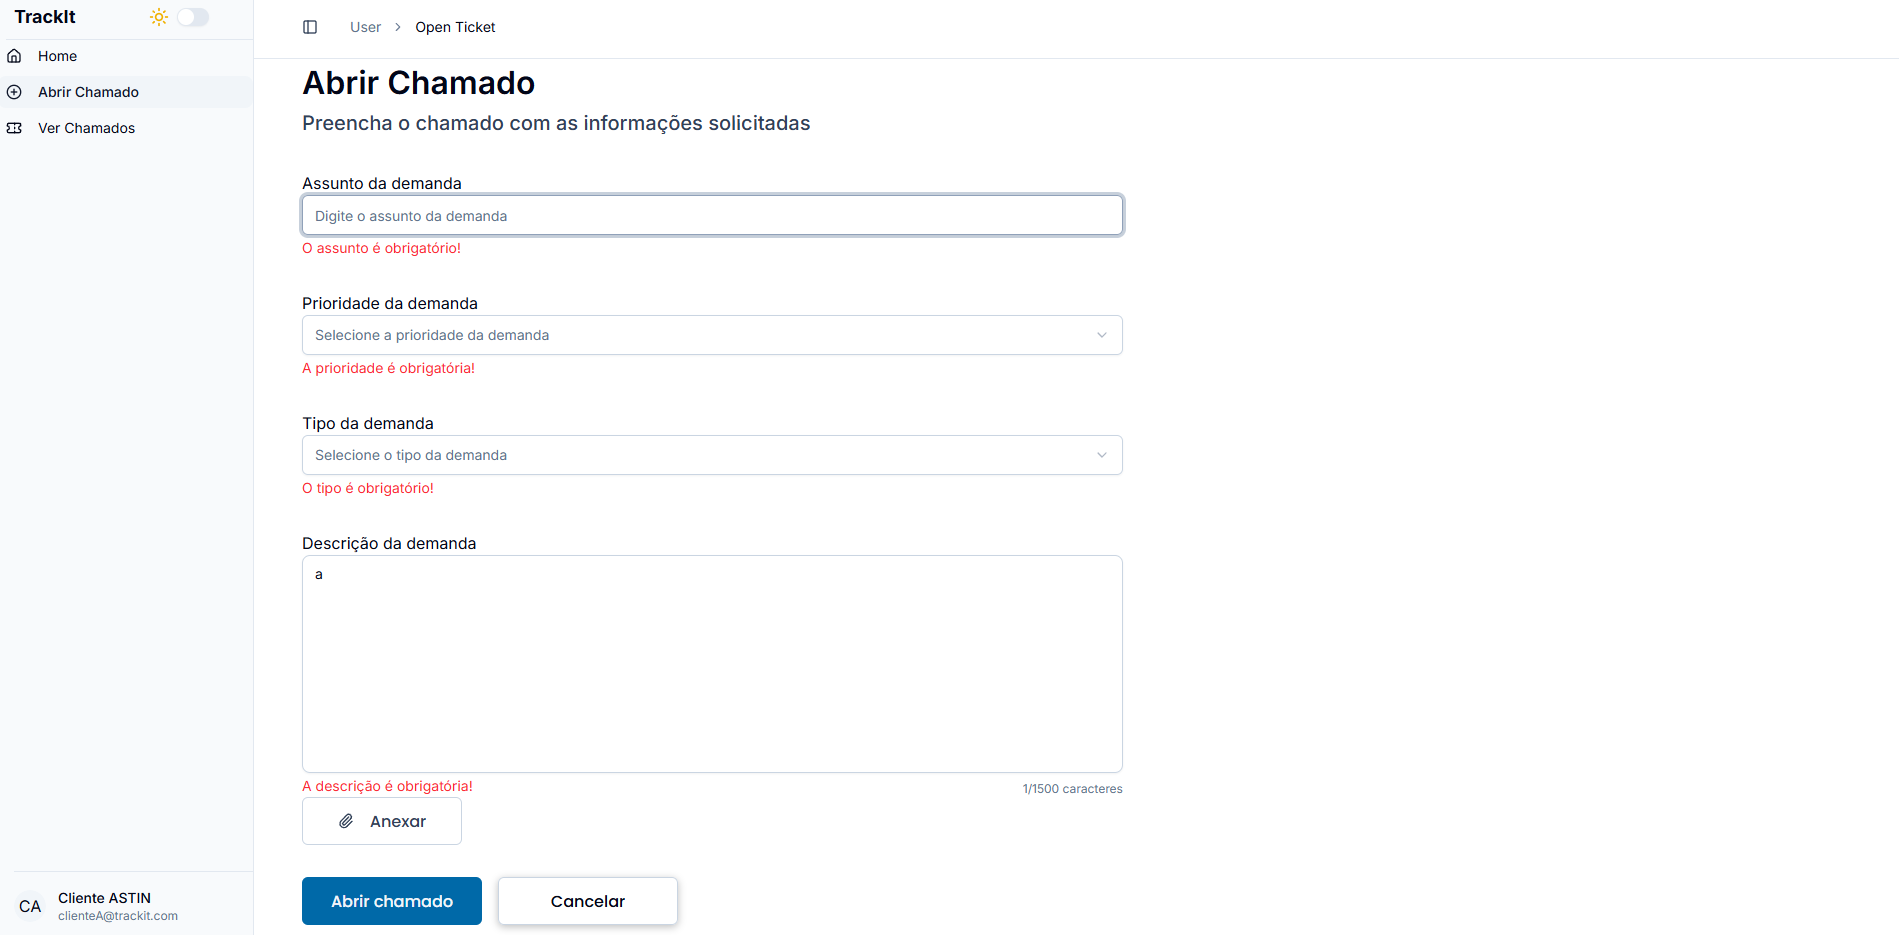 TrackIt
Home
Abrir Chamado
Ver Chamados
Cliente ASTIN
CA
clienteA@trackit.com
User > Open Ticket
Abrir Chamado
Preencha o chamado com as informações solicitadas
Assunto da demanda
Digite o assunto da demanda
O assunto é obrigatório!
Prioridade da demanda
Selecione a prioridade da demanda
A prioridade é obrigatória!
Tipo da demanda
Selecione o tipo da demanda
O tipo é obrigatório!
Descrição da demanda
a
A descrição é obrigatória!
1/1500 caracteres
Anexar
Abrir chamado
Cancelar